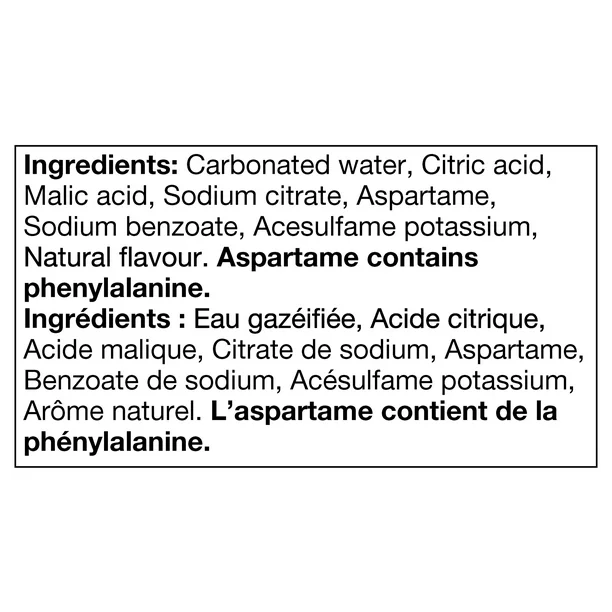 Ingredients: Carbonated water, Citric acid,
Malic acid, Sodium citrate, Aspartame,
Sodium benzoate, Acesulfame potassium,
Natural flavour. Aspartame contains
phenylalanine.
Ingrédients : Eau gazéifiée, Acide citrique,
Acide malique, Citrate de sodium, Aspartame,
Benzoate de sodium, Acésulfame potassium,
Arôme naturel. L’aspartame contient de la
phénylalanine.